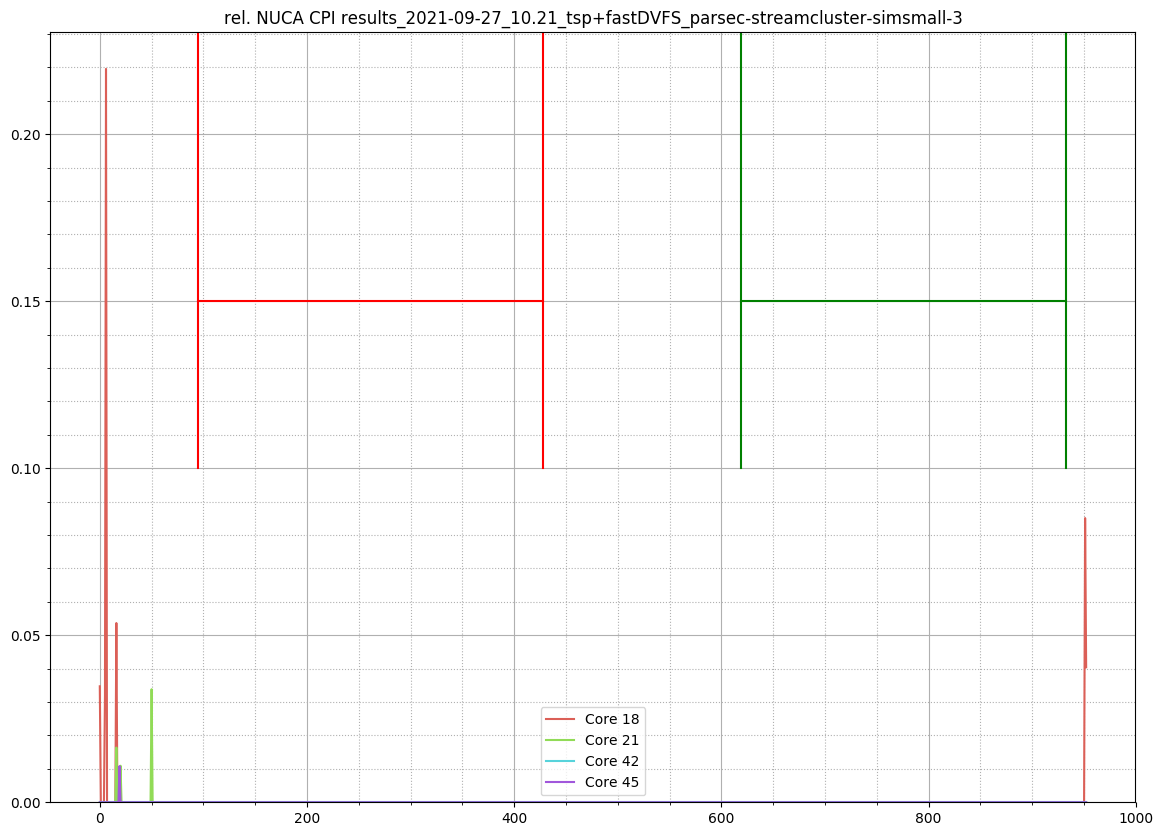 rel. NUCA CPI results_2021-09-27_10.21_tsp+fastDVFS_parsec-streamcluster-simsmall-3
0.20
0.15
0.10
0.05
0.00
Core 18
Core 21
Core 42
Core 45
0 200 400 600 800 1000